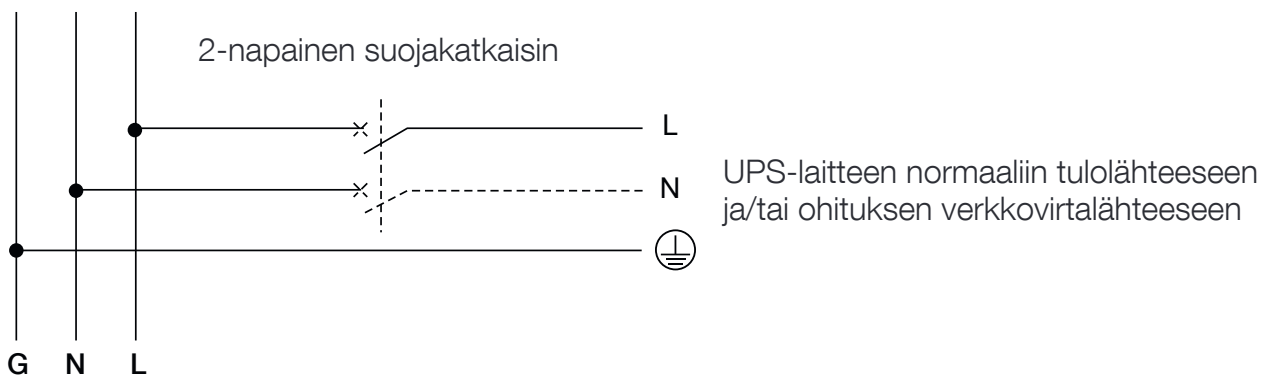 2-napainen suojakatkaisin
L
N
UPS-laitteen normaaliin tulolähteeseen
ja/tai ohituksen verkkovirtalähteeseen
G N L